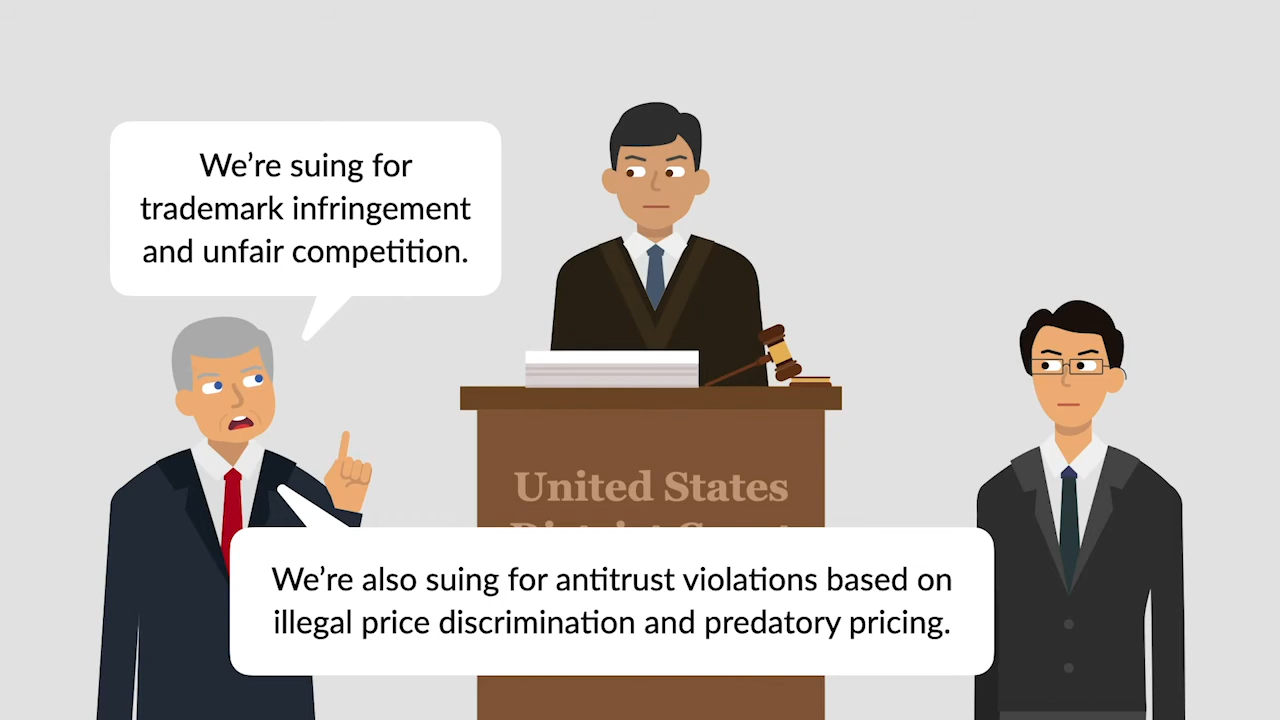 We're suing for
trademark infringement
and unfair competition.
United States
We're also suing for antitrust violations based on
illegal price discrimination and predatory pricing.